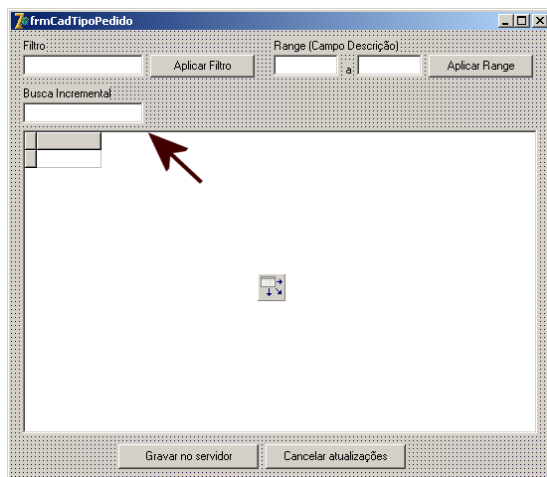 frmCadTipoPedido
Filtro Range (Campo Descrição)
Aplicar Filtro a Aplicar Range
Busca Incremental
Gravar no servidor Cancelar atualizações